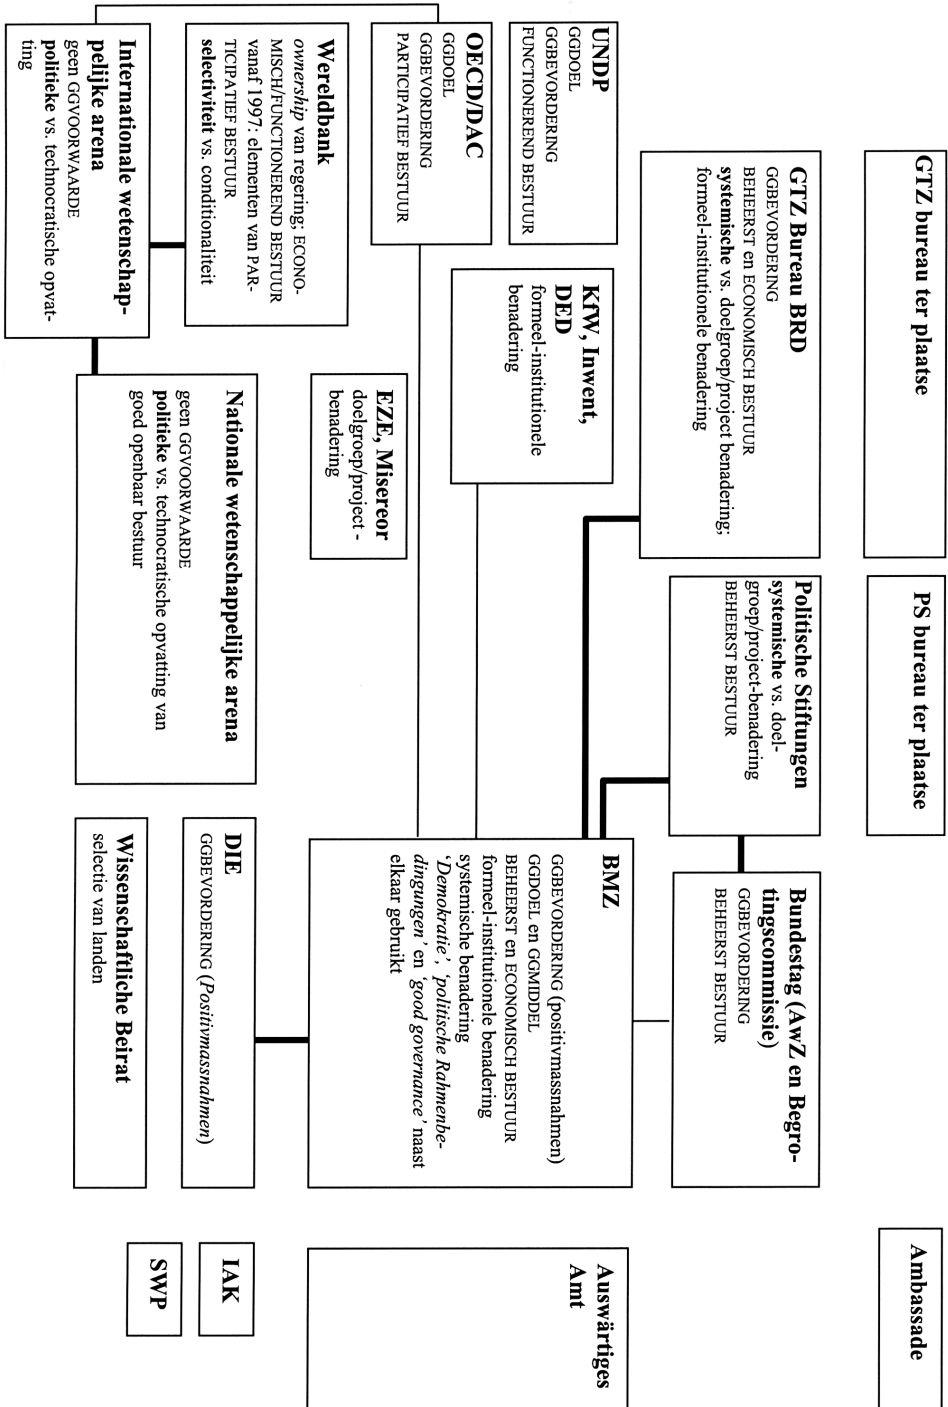 GTZ bureau ter plaatse
PS bureau ter plaatse
Ambassade
GTZ Bureau BRD
GGBEVORDERING
BEHEERST en ECONOMISCH BESTUUR
systemische vs. doelgroep/project benadering;
formeel-institutionele benadering
Politische Stiftungen
systemische vs. doel-
groep/project-benadering
BEHEERST BESTUUR
Bundestag (AwZ en Begro-
tingscommissie)
GGBEVORDERING
BEHEERST BESTUUR
UNDP
GGDOEL
GGBEVORDERING
FUNCTIONEREND BESTUUR
KfW, Inwent,
DED
formeel-institutionele
benadering
BMZ
GGBEVORDERING (positivmassnahmen)
GGDOEL en GGMIDDEL
BEHEERST en ECONOMISCH BESTUUR
formeel-institutionele benadering
systemische benadering
‘Demokratie’, ‘politische Rahmenbe-
dingungen’ en ‘good governance’ naast
elkaar gebruikt
Auswärtiges
Amt
OECD/DAC
GGDOEL
GGBEVORDERING
PARTICIPATIEF BESTUUR
EZE, Misereor
doelgroep/project -
benadering
Wereldbank
ownership van regering; ECONO-
MISCH/FUNCTIONEREND BESTUUR
vanaf 1997: elementen van PAR-
TICIPATIEF BESTUUR
selectiviteit vs. conditionaliteit
Nationale wetenschappelijke arena
geen GGVOORWAARDE
politieke vs. technocratische opvatting van
goed openbaar bestuur
DIE
GGBEVORDERING (Positivmassnahmen)
IAK
Internationale wetenschap-
pelijke arena
geen GGVOORWAARDE
politieke vs. technocratische opvat-
ting
Wissenschaftliche Beirat
selectie van landen
SWP